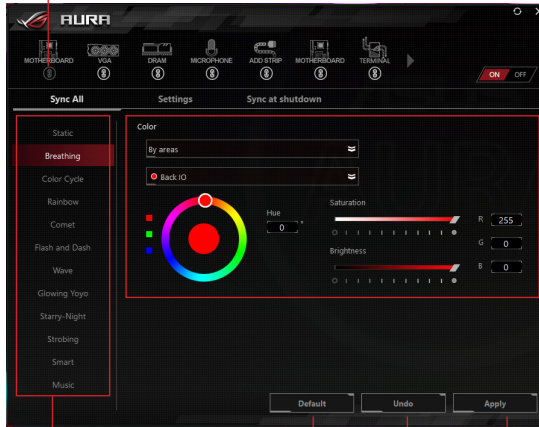 AURA
MOTHERBOARD VGA DRAM MICROPHONE ADD STRIP MOTHERBOARD TERMINAL
ON OFF
Sync All Settings Sync at shutdown
Static
Breathing
Color Cycle
Rainbow
Comet
Flash and Dash
Wave
Glowing Yoyo
Starry-Night
Strobing
Smart
Music
Color
By areas
Back IO
Hue
0 °
Saturation
Brightness
R 255
G 0
B 0
Default Undo Apply